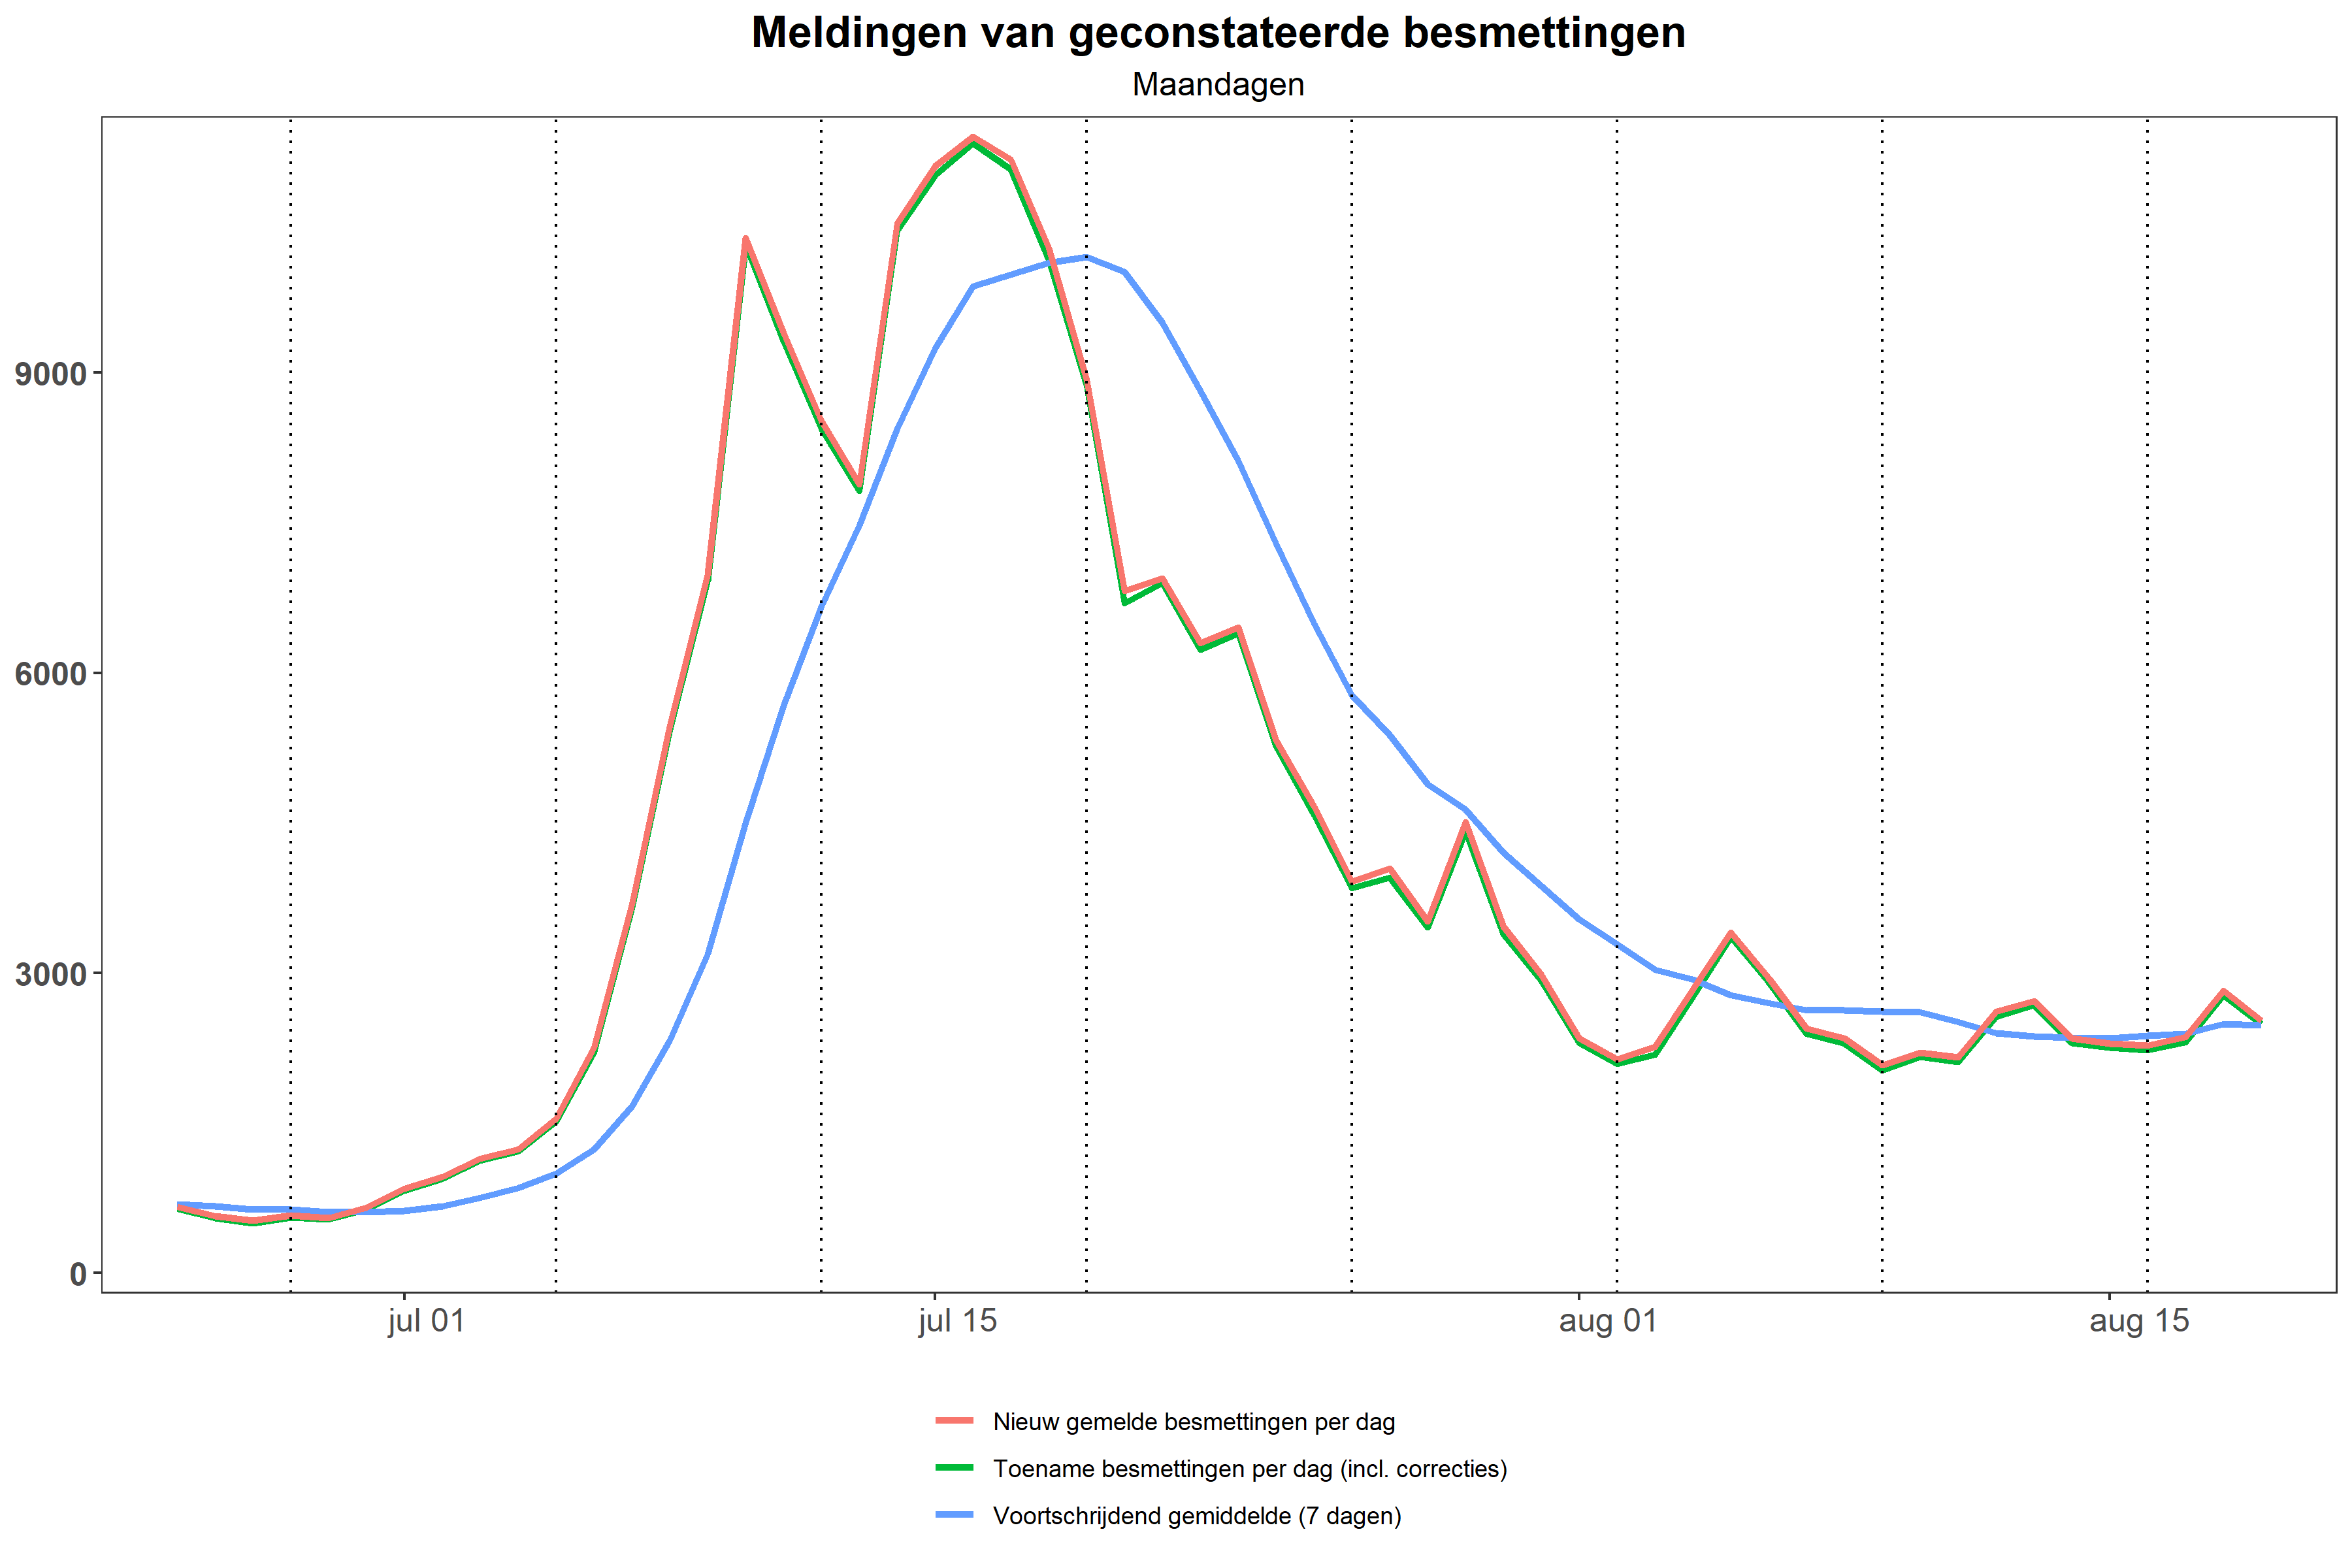 Meldingen van geconstateerde besmettingen
Maandagen
9000
6000
3000
0
jul 01
jul 15
aug 01
aug 15
Nieuw gemelde besmettingen per dag
Toename besmettingen per dag (incl. correcties)
Voortschrijdend gemiddelde (7 dagen)